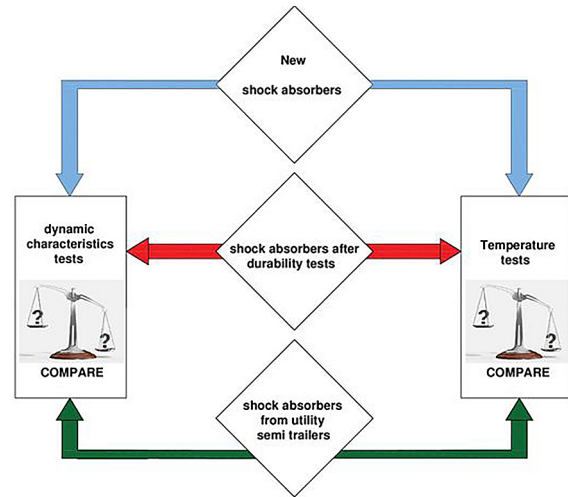 New
shock absorbers
dynamic
characteristics
tests
?
?
COMPARE
shock absorbers after
durability tests
Temperature
tests
?
?
COMPARE
shock absorbers
from utility
semi trailers